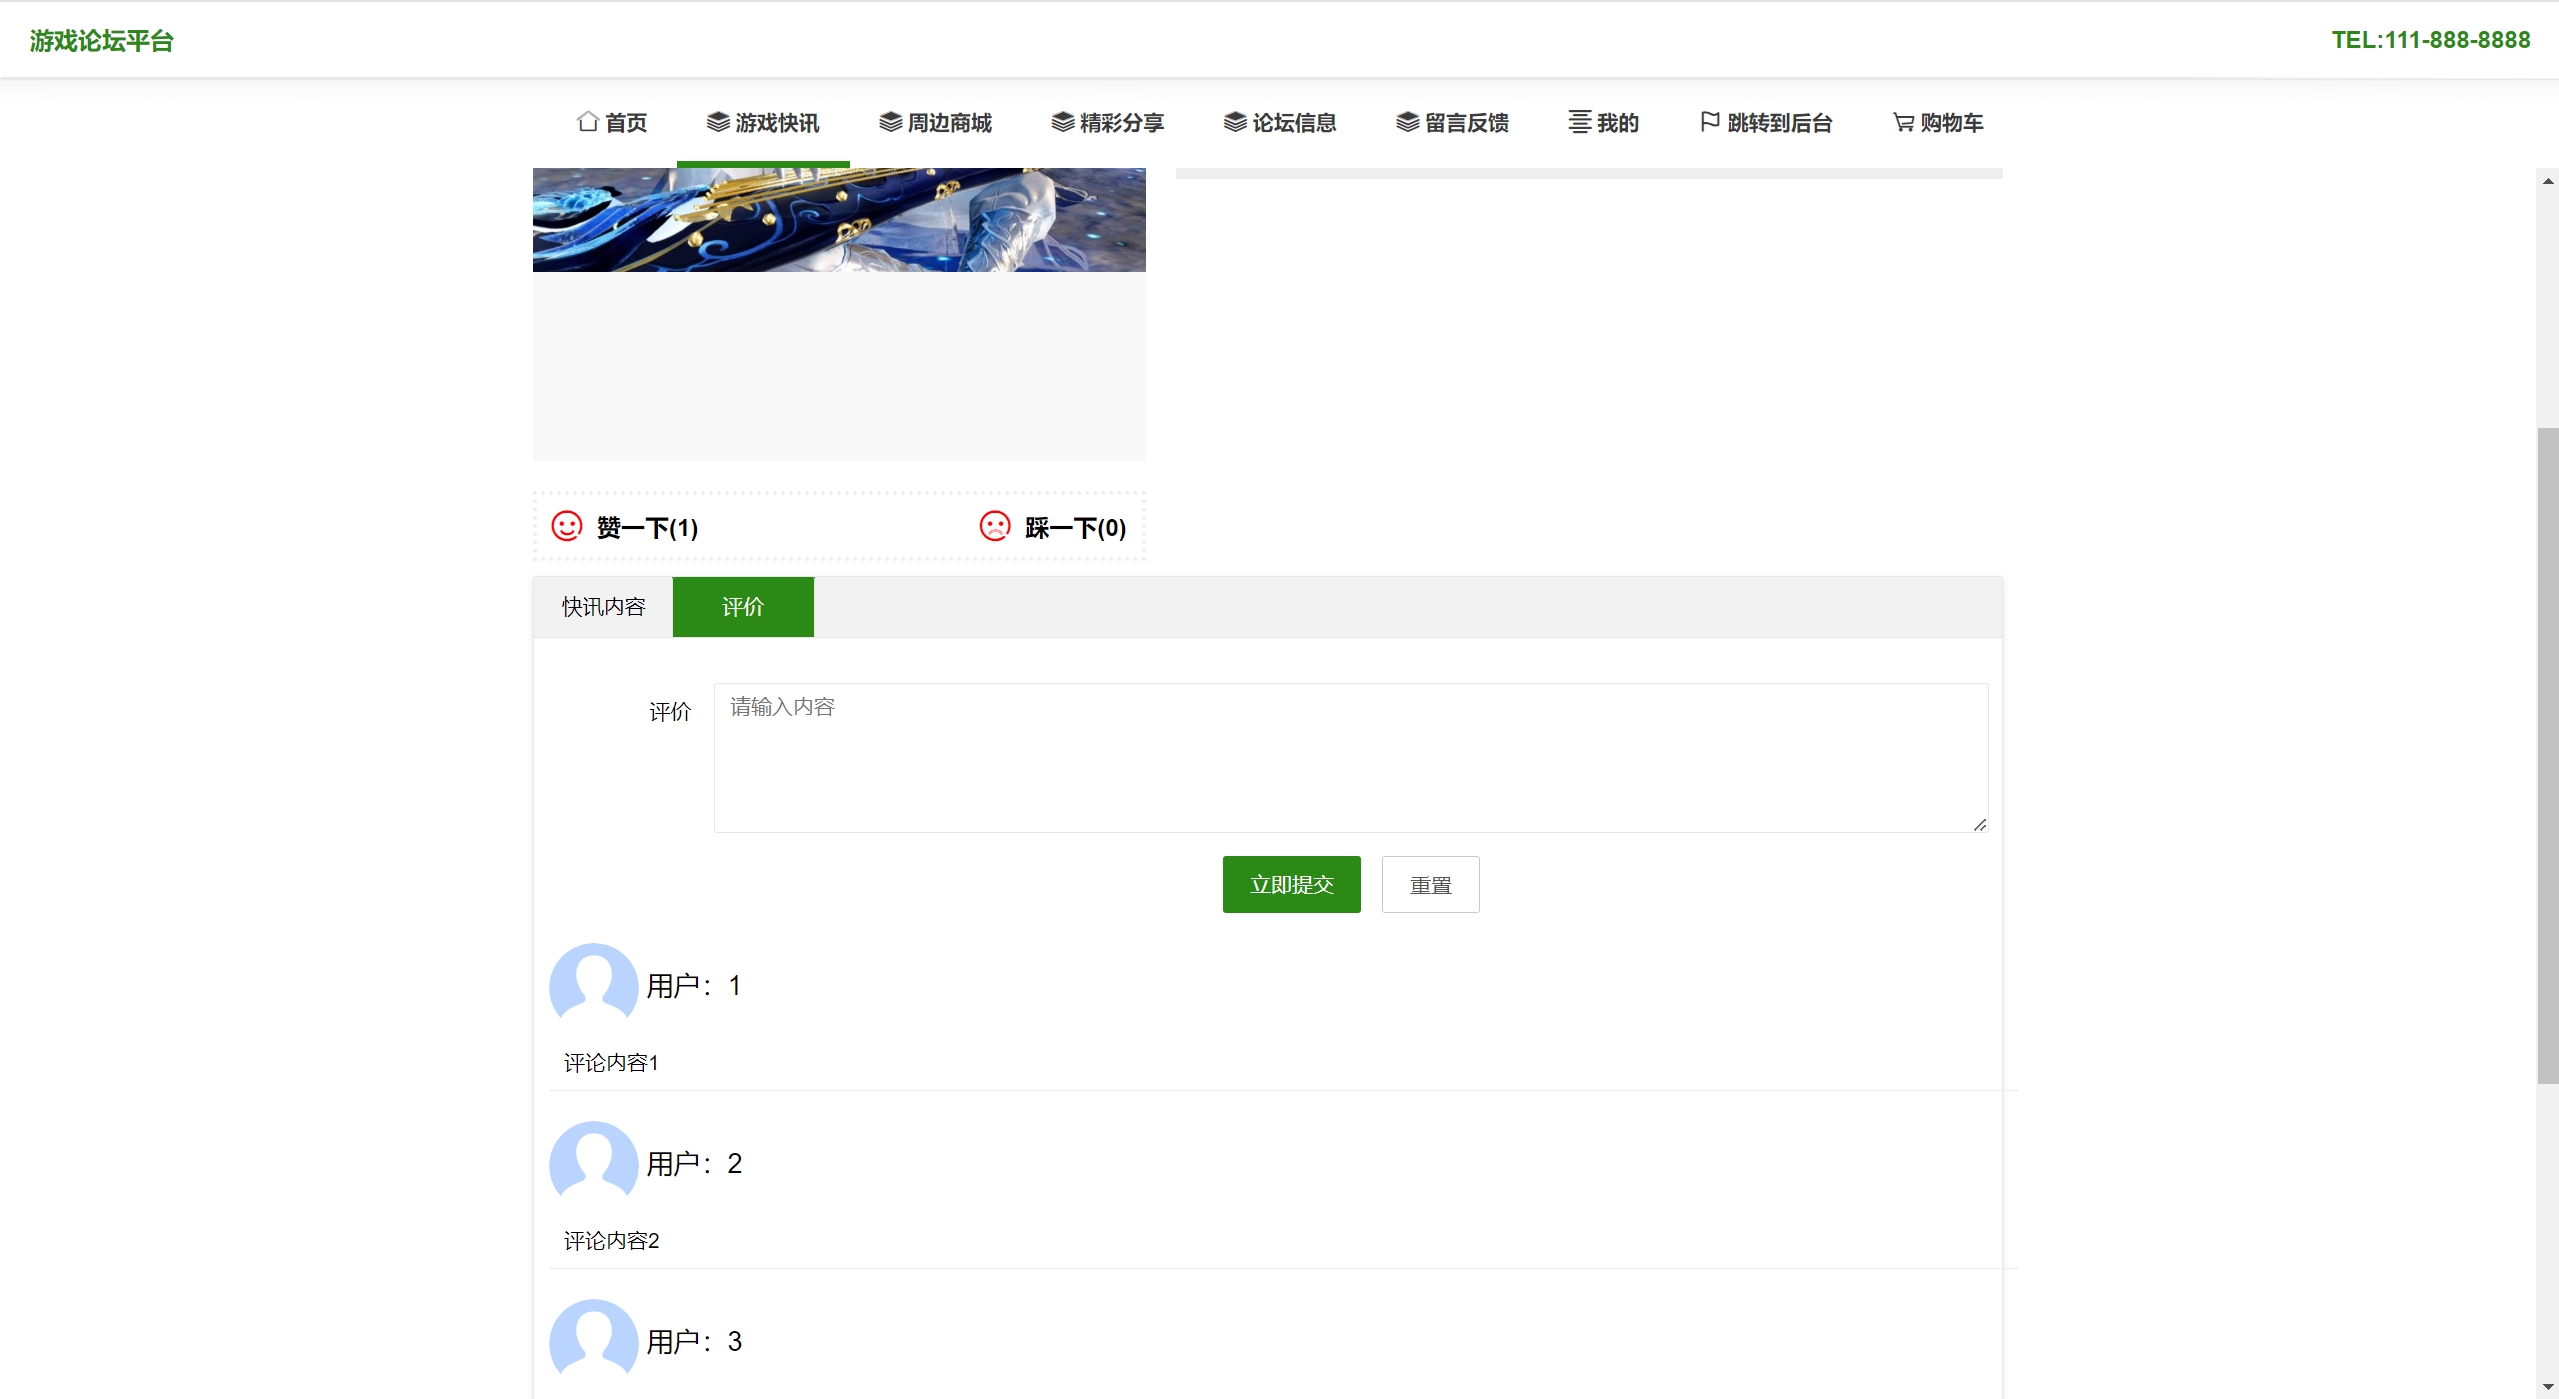 游戏论坛平台
TEL:111-888-8888
首页 游戏快讯 周边商城 精彩分享 论坛信息 留言反馈 我的 跳转到后台 购物车
赞一下(1) 踩一下(0)
快讯内容 评价
评价 请输入内容
立即提交 重置
用户：1
评论内容1
用户：2
评论内容2
用户：3